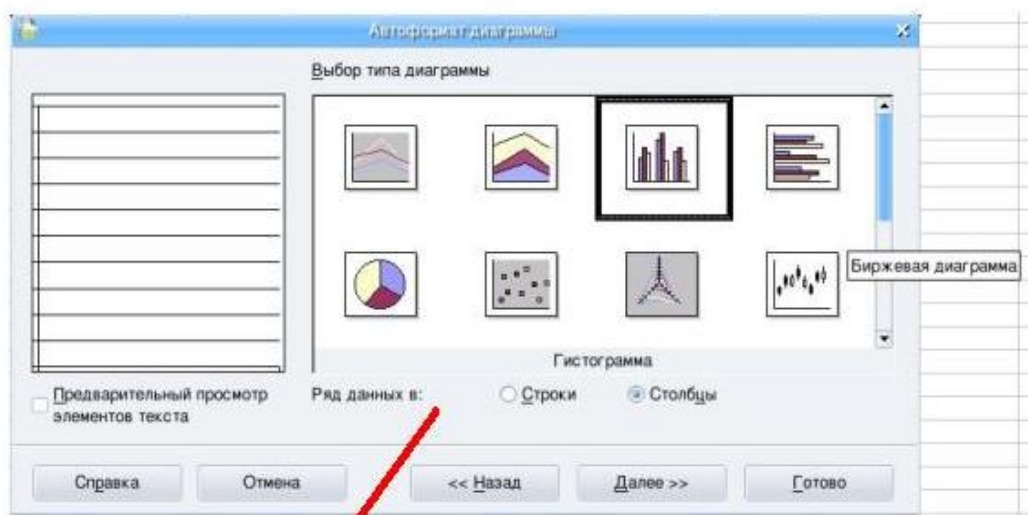 Автоформат диаграммы
Выбор типа диаграммы
Биржевая диаграмма
Гистограмма
Предварительный просмотр
элементов текста
Ряд данных в:
Строки
Столбцы
Справка
Отмена
<< Назад
Далее >>
Готово